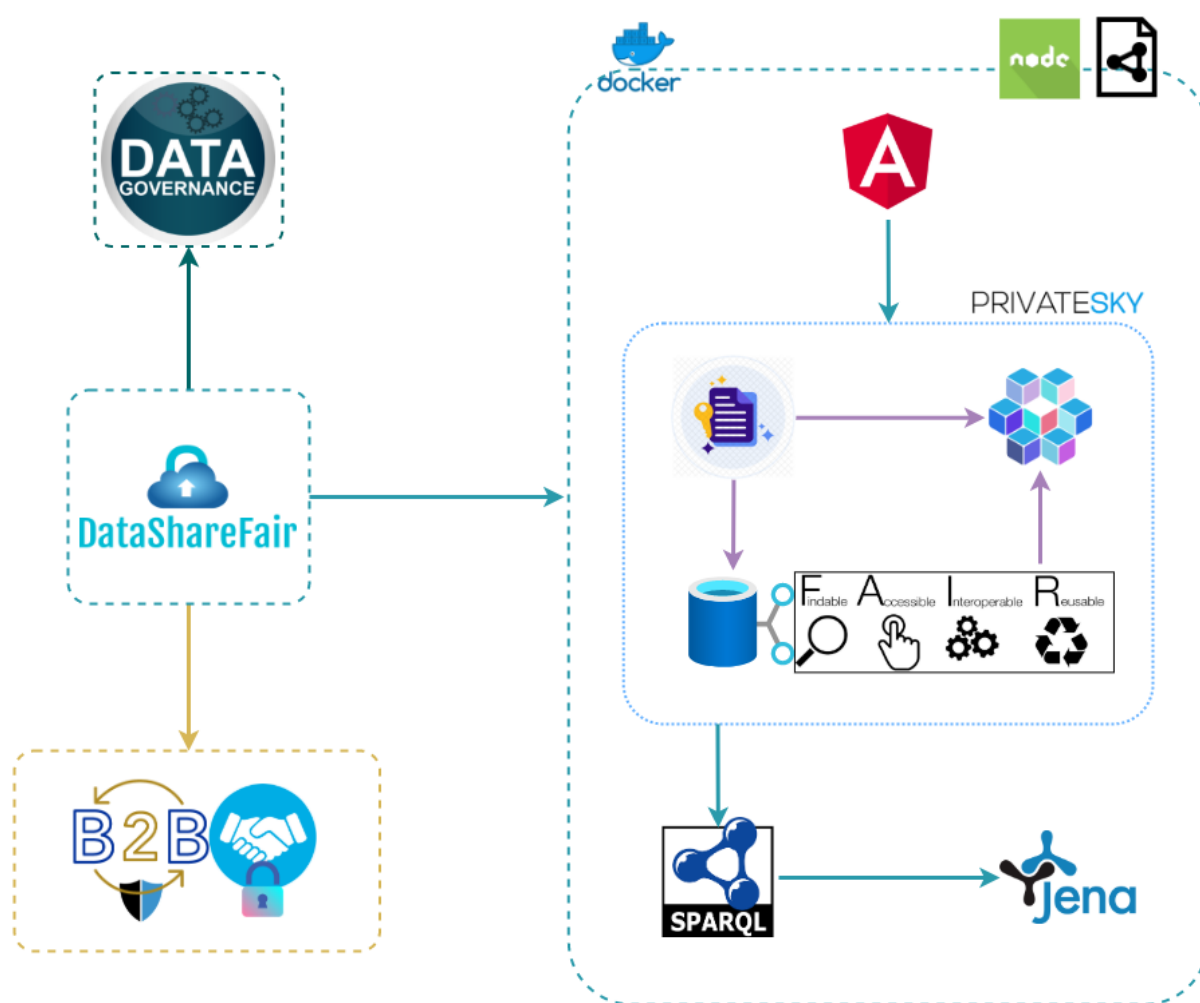 docker
node
DATA
GOVERNANCE
PRIVATESKY
DataShareFair
Findable Accessible Interoperable Reusable
B2B
SPARQL
Jena